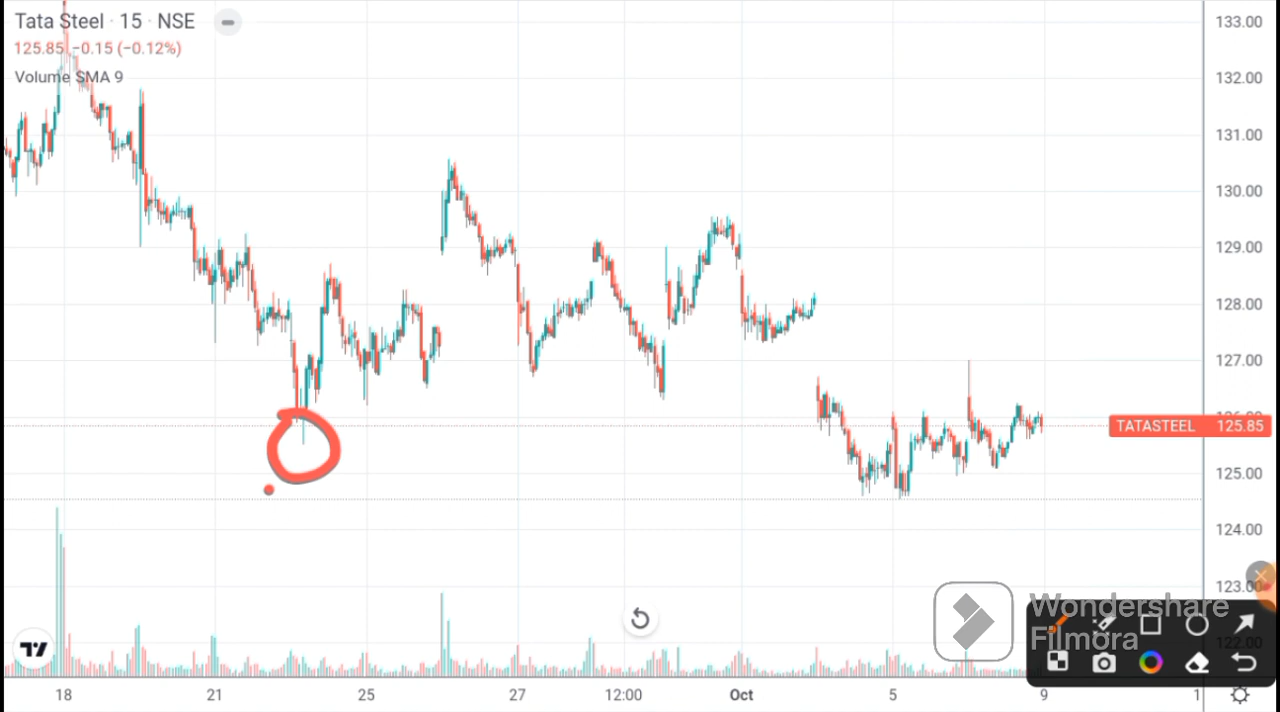 Tata Steel · 15 · NSE
125.85 −0.15 (−0.12%)
Volume SMA 9
133.00
132.00
131.00
130.00
129.00
128.00
127.00
126.00
TATASTEEL 125.85
125.00
124.00
123.00
Wondershare
Filmora
122.00
18 21 25 27 12:00 Oct 5 9 1